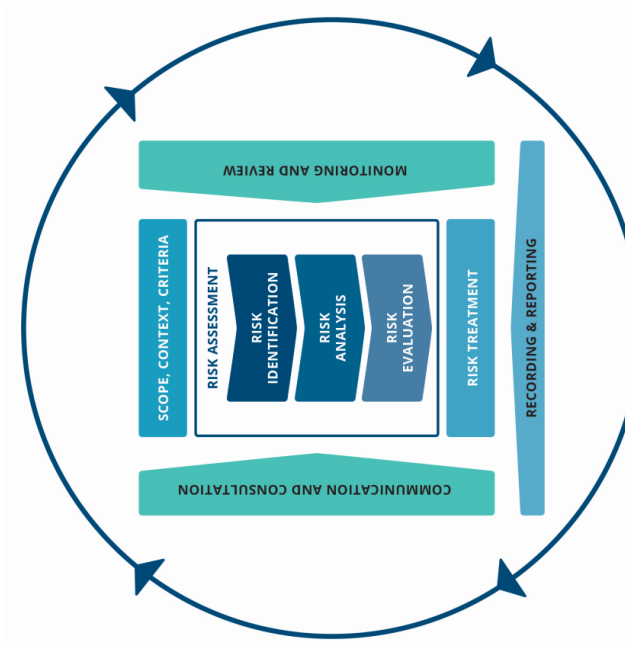 SCOPE, CONTEXT, CRITERIA
RISK ASSESSMENT
RISK
IDENTIFICATION
RISK
ANALYSIS
RISK
EVALUATION
RISK TREATMENT
RECORDING & REPORTING
MONITORING AND REVIEW
COMMUNICATION AND CONSULTATION